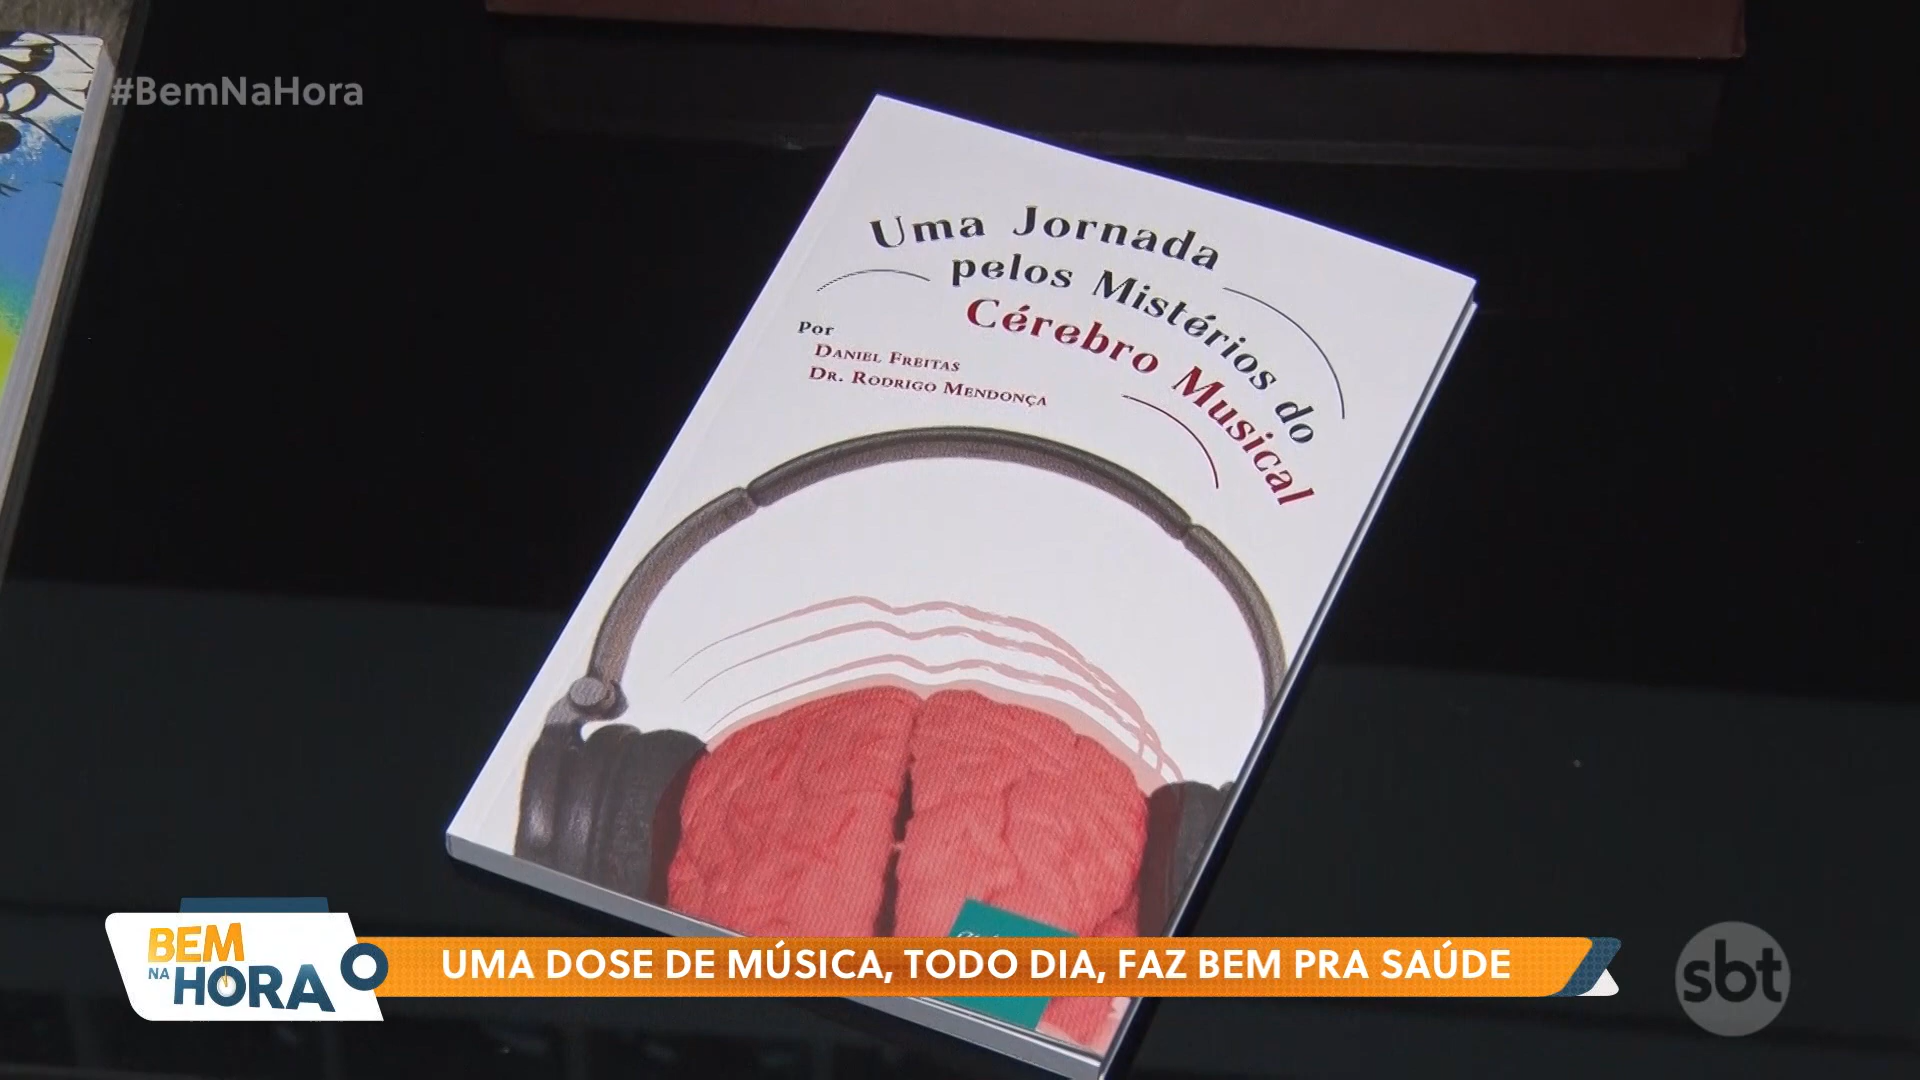 #BemNaHora
Uma Jornada
pelos Mistérios do
Cérebro Musical
Por
Daniel Freitas
Dr. Rodrigo Mendonça
BEM
NA HORA
UMA DOSE DE MÚSICA, TODO DIA, FAZ BEM PRA SAÚDE
sbt